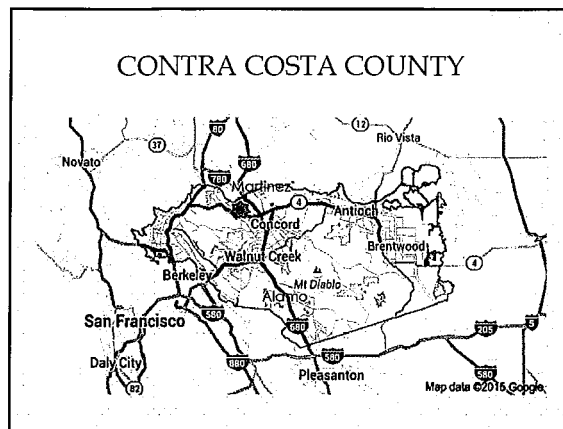 CONTRA COSTA COUNTY
80
680
12
Rio Vista
37
Novato
780
Martinez
4
Antioch
Concord
Brentwood
Walnut Creek
4
Berkeley
Mt Diablo
Alamo
San Francisco
580
680
205
5
Daly City
880
580
Pleasanton
580
82
Map data ©2015 Google